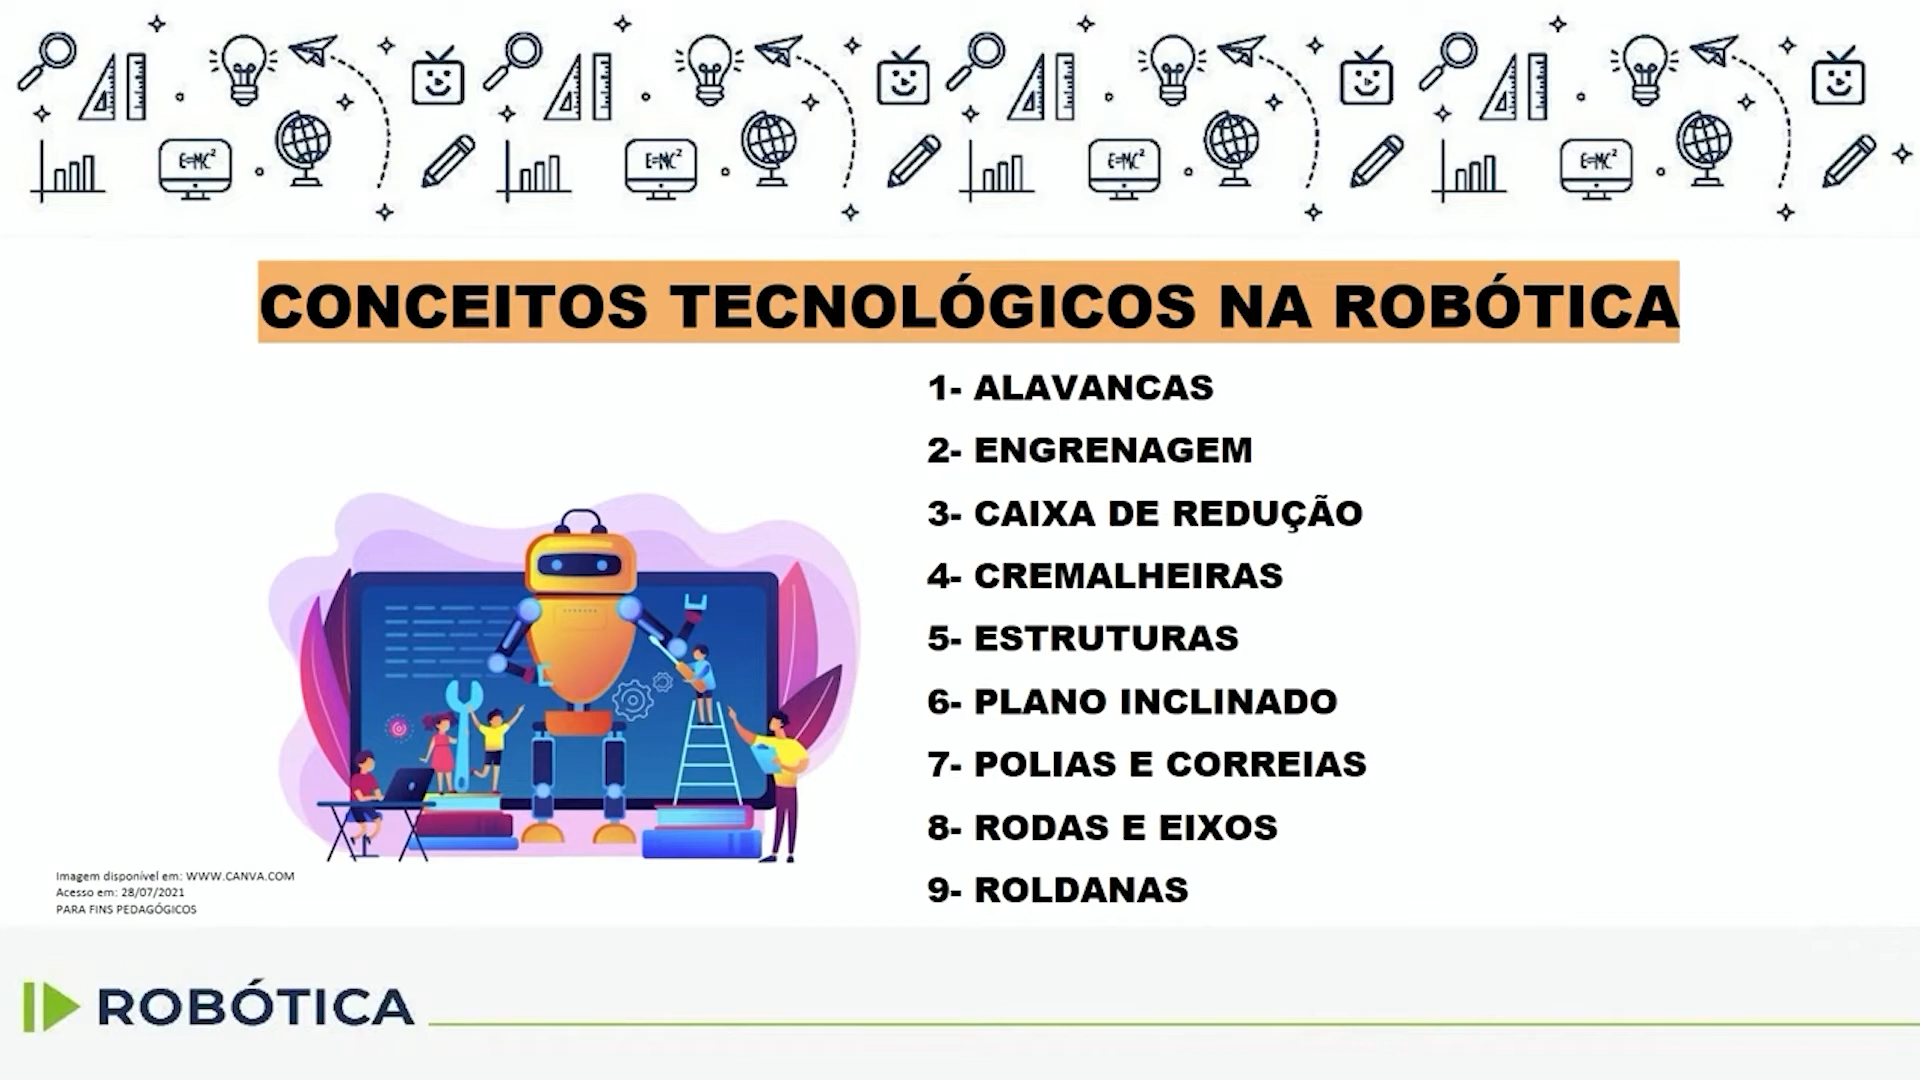 E=MC²
E=MC²
E=MC²
E=MC²
CONCEITOS TECNOLÓGICOS NA ROBÓTICA
1- ALAVANCAS
2- ENGRENAGEM
3- CAIXA DE REDUÇÃO
4- CREMALHEIRAS
5- ESTRUTURAS
6- PLANO INCLINADO
7- POLIAS E CORREIAS
8- RODAS E EIXOS
9- ROLDANAS
Imagem disponível em: WWW.CANVA.COM
Acesso em: 28/07/2021
PARA FINS PEDAGÓGICOS
ROBÓTICA